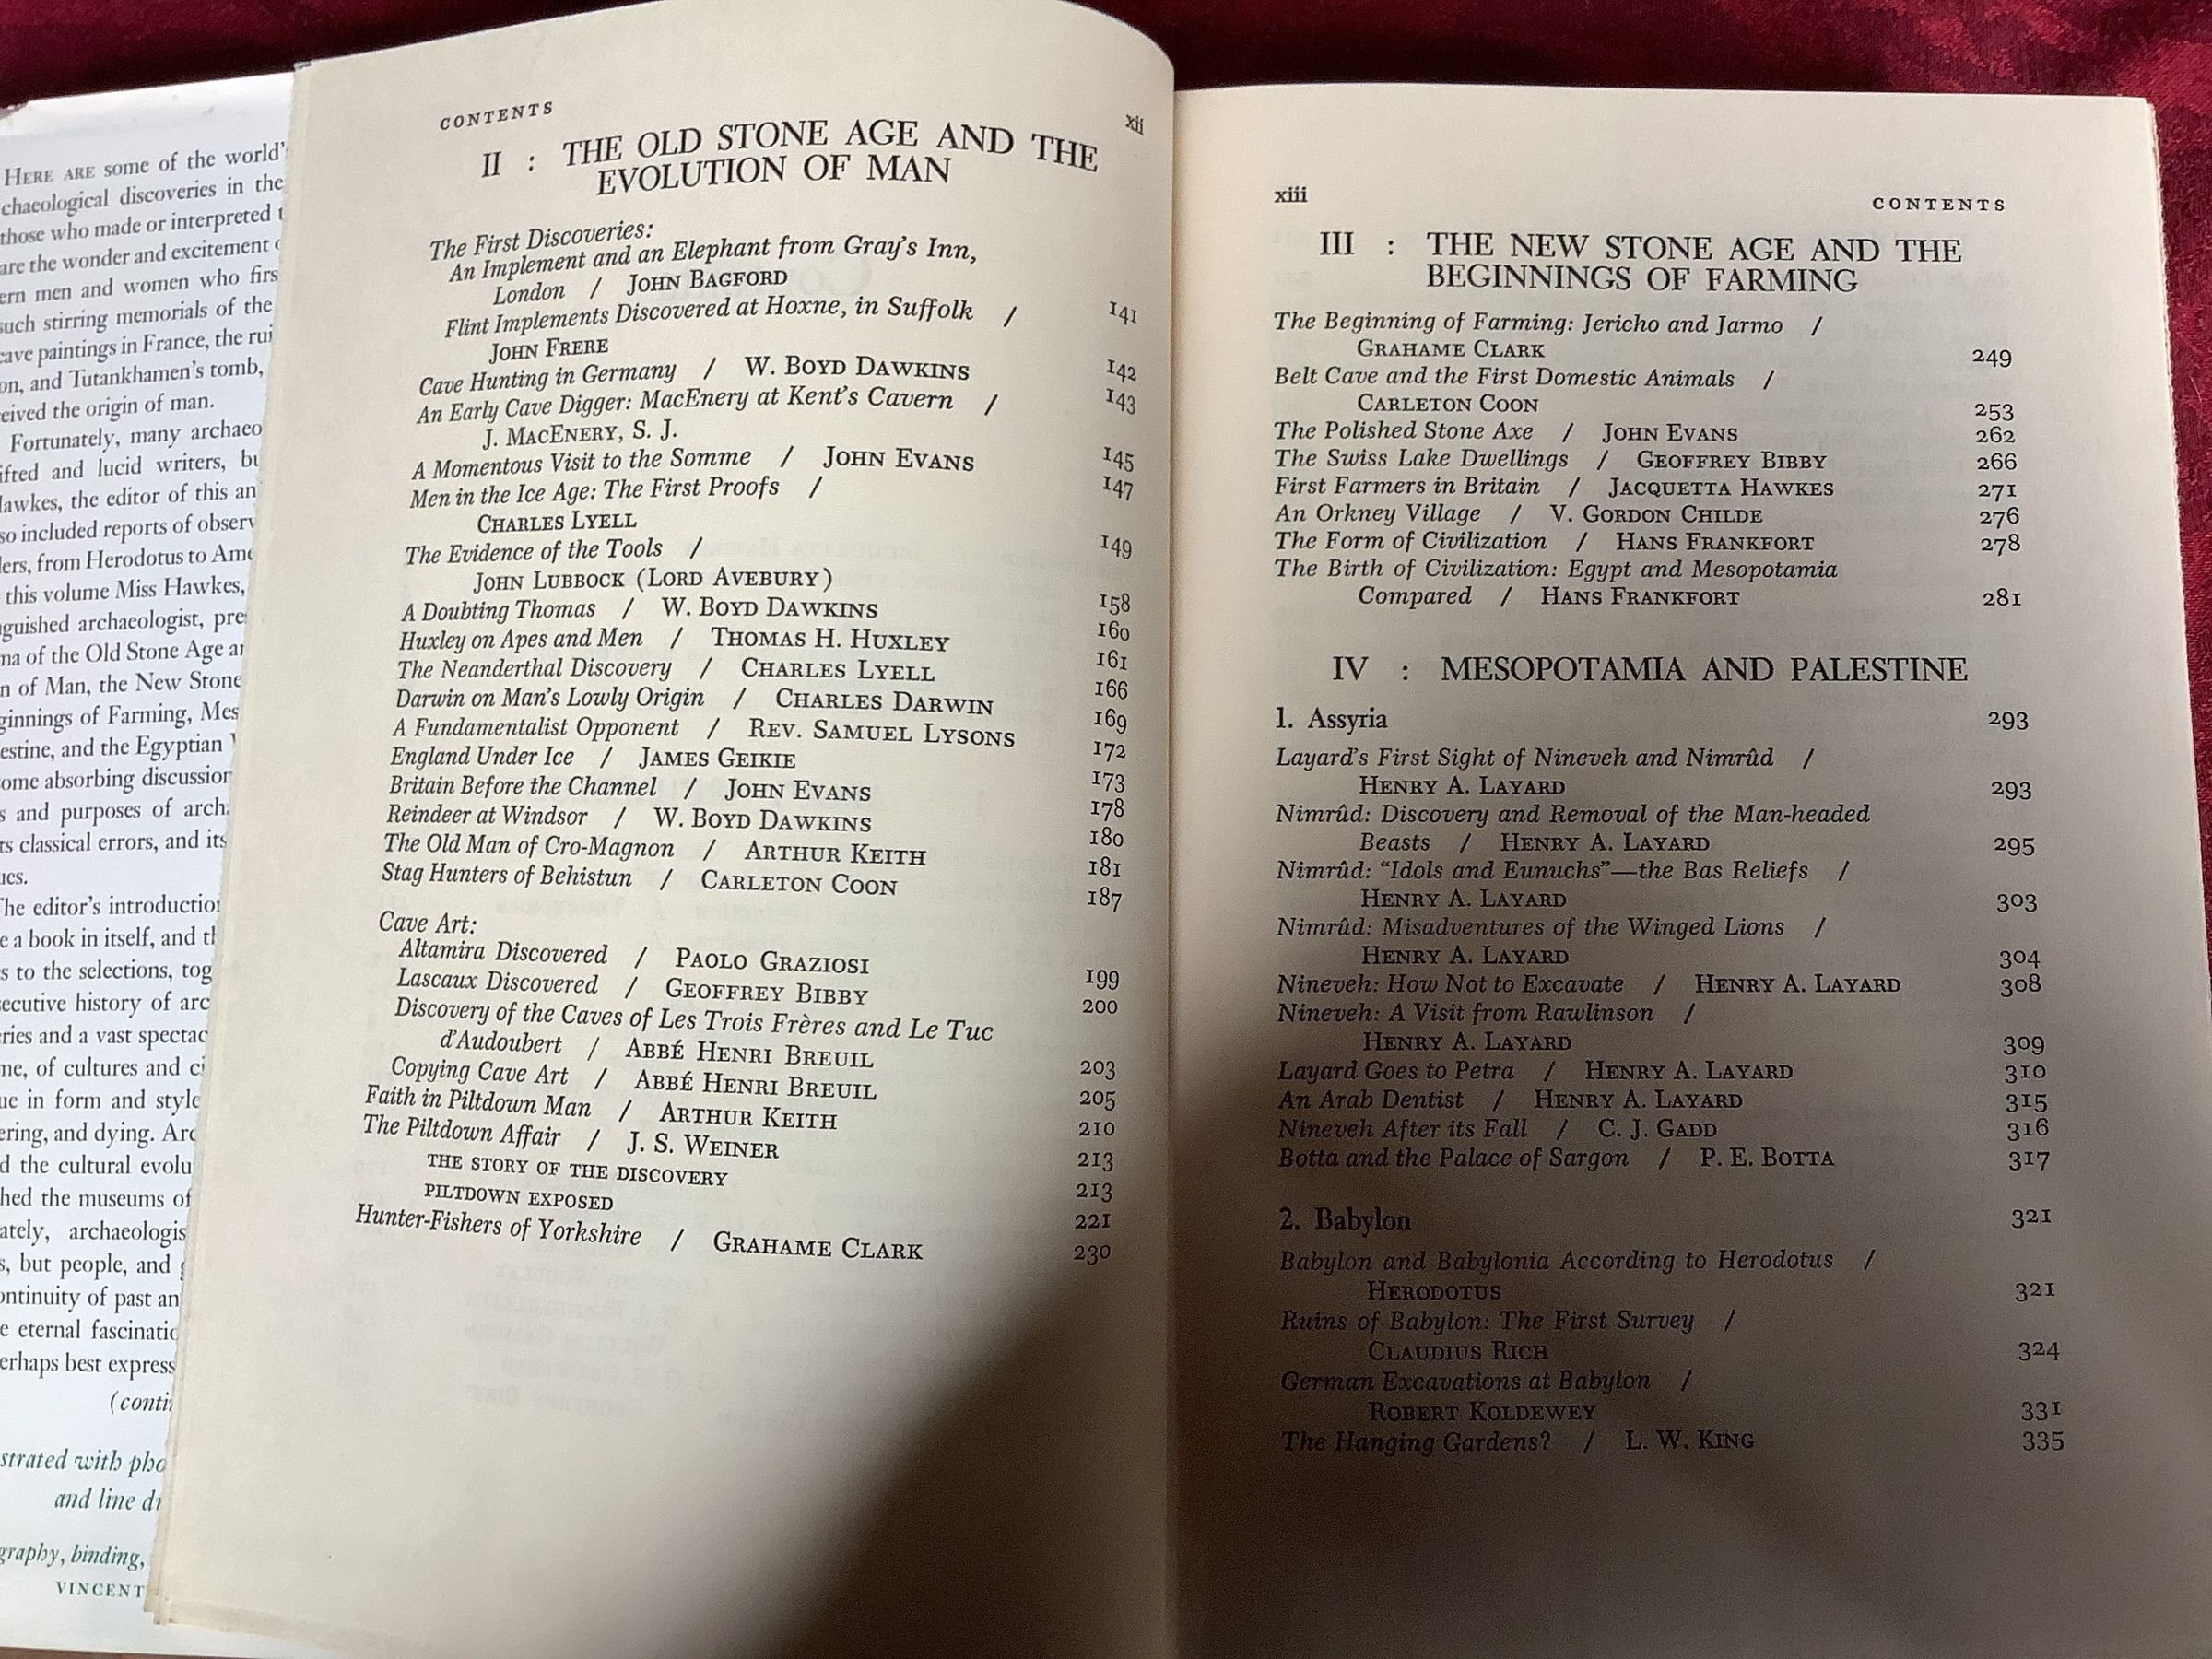 HERE ARE some of the world'
chaeological discoveries in the
those who made or interpreted
are the wonder and excitement
ern men and women who firs
such stirring memorials of the
cave paintings in France, the rui
on, and Tutankhamen's tomb,
eived the origin of man.
Fortunately, many archaeo
ifted and lucid writers, bu
Hawkes, the editor of this an
so included reports of observ
lers, from Herodotus to Ame
this volume Miss Hawkes,
nguished archaeologist, pre
ma of the Old Stone Age an
n of Man, the New Stone
ginnings of Farming, Mes
estine, and the Egyptian
ome absorbing discussion
s and purposes of arch
ts classical errors, and its
ues.
The editor's introduction
e a book in itself, and th
s to the selections, tog
secutive history of arc
ries and a vast spectac
me, of cultures and ci
ue in form and style
ering, and dying. Arc
d the cultural evolu
hed the museums of
ately, archaeologis
s, but people, and g
ontinuity of past an
e eternal fascinatio
erhaps best express
(conti
strated with pho
and line dr
graphy, binding,
VINCENT
CONTENTS xii
II : THE OLD STONE AGE AND THE
EVOLUTION OF MAN
The First Discoveries:
An Implement and an Elephant from Gray's Inn,
London / JOHN BAGFORD 141
Flint Implements Discovered at Hoxne, in Suffolk /
JOHN FRERE 142
Cave Hunting in Germany / W. BOYD DAWKINS 143
An Early Cave Digger: MacEnery at Kent's Cavern /
J. MACENERY, S. J. 145
A Momentous Visit to the Somme / JOHN EVANS 147
Men in the Ice Age: The First Proofs /
CHARLES LYELL 149
The Evidence of the Tools /
JOHN LUBBOCK (LORD AVEBURY) 158
A Doubting Thomas / W. BOYD DAWKINS 160
Huxley on Apes and Men / THOMAS H. HUXLEY 161
The Neanderthal Discovery / CHARLES LYELL 166
Darwin on Man's Lowly Origin / CHARLES DARWIN 169
A Fundamentalist Opponent / REV. SAMUEL LYSONS 172
England Under Ice / JAMES GEIKIE 173
Britain Before the Channel / JOHN EVANS 178
Reindeer at Windsor / W. BOYD DAWKINS 180
The Old Man of Cro-Magnon / ARTHUR KEITH 181
Stag Hunters of Behistun / CARLETON COON 187
Cave Art:
Altamira Discovered / PAOLO GRAZIOSI 199
Lascaux Discovered / GEOFFREY BIBBY 200
Discovery of the Caves of Les Trois Frères and Le Tuc
d'Audoubert / ABBÉ HENRI BREUIL 203
Copying Cave Art / ABBÉ HENRI BREUIL 205
Faith in Piltdown Man / ARTHUR KEITH 210
The Piltdown Affair / J. S. WEINER 213
THE STORY OF THE DISCOVERY 213
PILTDOWN EXPOSED 221
Hunter-Fishers of Yorkshire / GRAHAME CLARK 230
xiii CONTENTS
III : THE NEW STONE AGE AND THE
BEGINNINGS OF FARMING
The Beginning of Farming: Jericho and Jarmo /
GRAHAME CLARK 249
Belt Cave and the First Domestic Animals /
CARLETON COON 253
The Polished Stone Axe / JOHN EVANS 262
The Swiss Lake Dwellings / GEOFFREY BIBBY 266
First Farmers in Britain / JACQUETTA HAWKES 271
An Orkney Village / V. GORDON CHILDE 276
The Form of Civilization / HANS FRANKFORT 278
The Birth of Civilization: Egypt and Mesopotamia
Compared / HANS FRANKFORT 281
IV : MESOPOTAMIA AND PALESTINE
1. Assyria 293
Layard's First Sight of Nineveh and Nimrûd /
HENRY A. LAYARD 293
Nimrûd: Discovery and Removal of the Man-headed
Beasts / HENRY A. LAYARD 295
Nimrûd: "Idols and Eunuchs"—the Bas Reliefs /
HENRY A. LAYARD 303
Nimrûd: Misadventures of the Winged Lions /
HENRY A. LAYARD 304
Nineveh: How Not to Excavate / HENRY A. LAYARD 308
Nineveh: A Visit from Rawlinson /
HENRY A. LAYARD 309
Layard Goes to Petra / HENRY A. LAYARD 310
An Arab Dentist / HENRY A. LAYARD 315
Nineveh After its Fall / C. J. GADD 316
Botta and the Palace of Sargon / P. E. BOTTA 317
2. Babylon 321
Babylon and Babylonia According to Herodotus /
HERODOTUS 321
Ruins of Babylon: The First Survey /
CLAUDIUS RICH 324
German Excavations at Babylon /
ROBERT KOLDEWEY 331
The Hanging Gardens? / L. W. KING 335